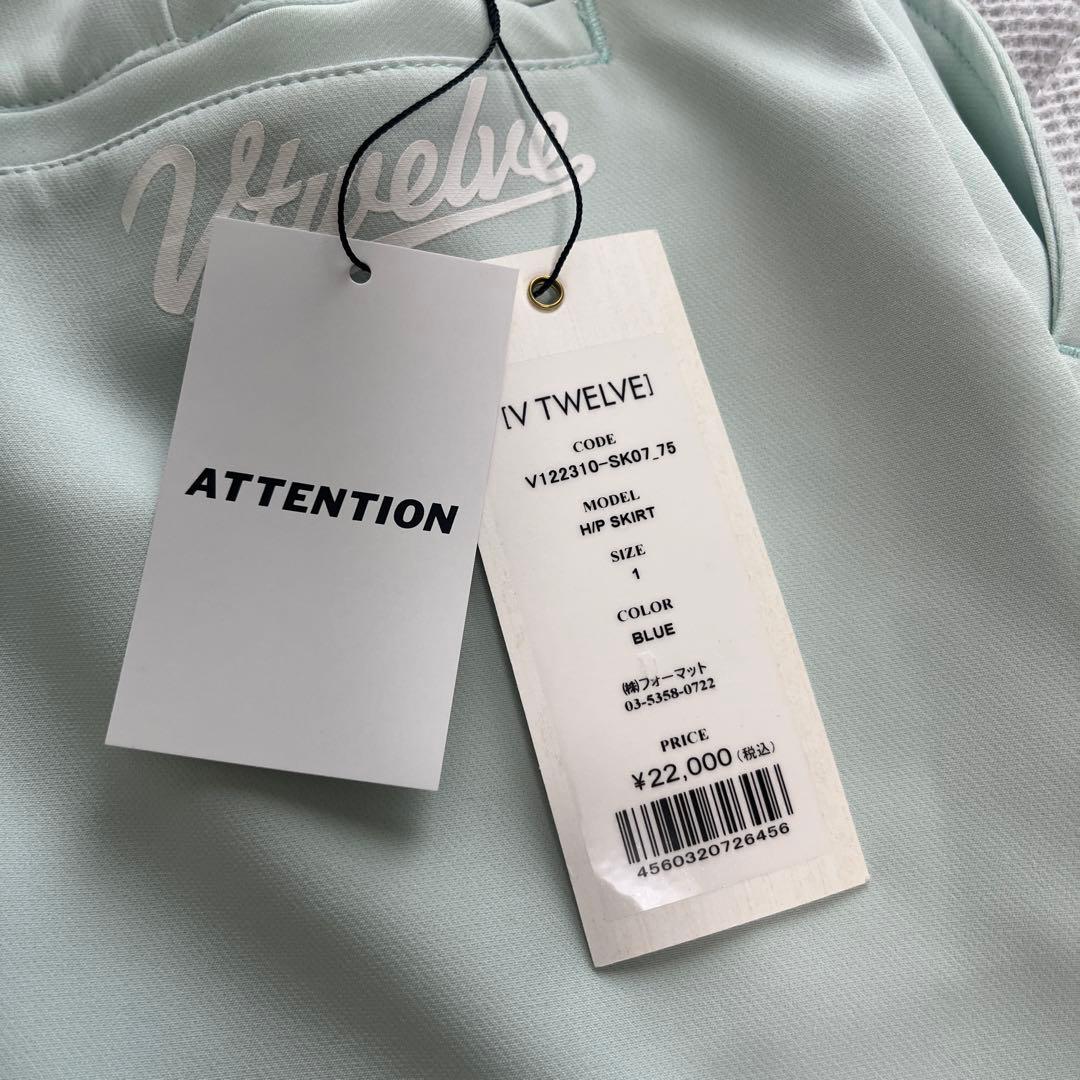 Vtwelve
ATTENTION
[V TWELVE]
CODE
V122310-SK07_75
MODEL
H/P SKIRT
SIZE
1
COLOR
BLUE
㈱フォーマット
03-5358-0722
PRICE
¥22,000(税込)
4560320726456